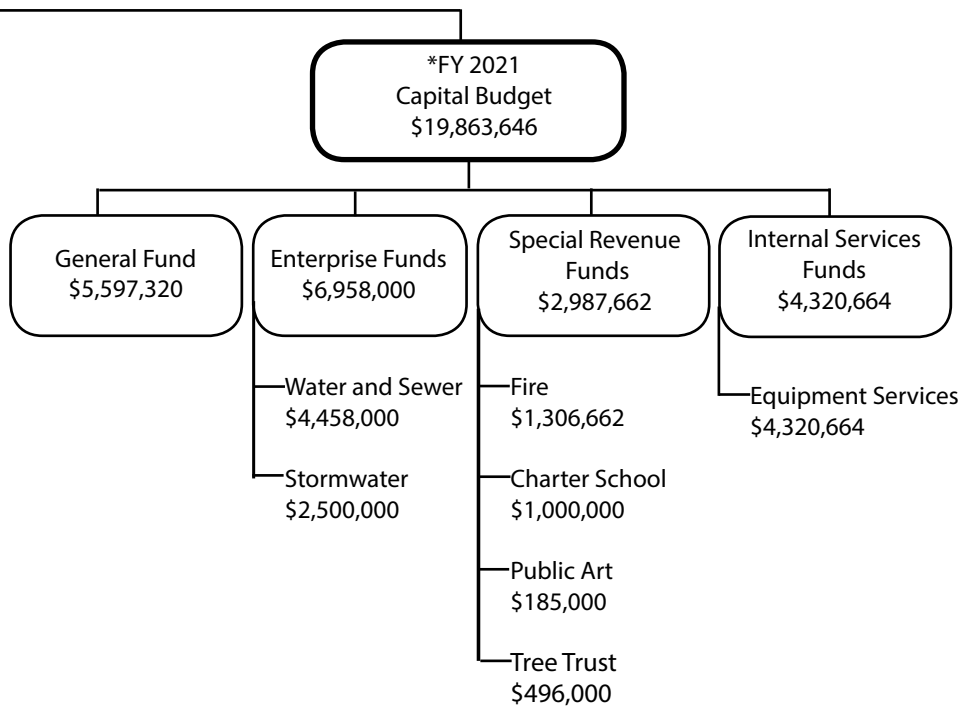 *FY 2021
Capital Budget
$19,863,646
General Fund
$5,597,320
Enterprise Funds
$6,958,000
Water and Sewer
$4,458,000
Stormwater
$2,500,000
Special Revenue
Funds
$2,987,662
Fire
$1,306,662
Charter School
$1,000,000
Public Art
$185,000
Tree Trust
$496,000
Internal Services
Funds
$4,320,664
Equipment Services
$4,320,664